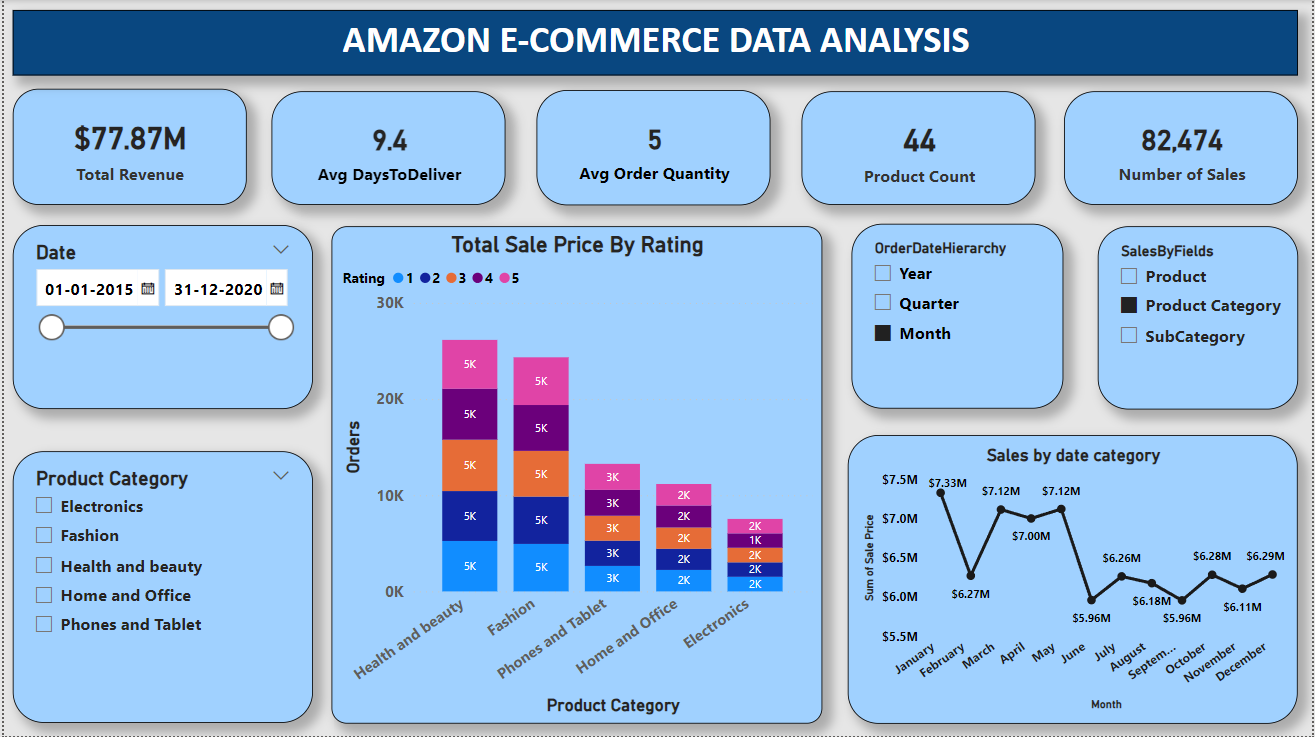 AMAZON E-COMMERCE DATA ANALYSIS
$77.87M
Total Revenue
9.4
Avg DaysToDeliver
5
Avg Order Quantity
44
Product Count
82,474
Number of Sales
Date
01-01-2015
31-12-2020
Product Category
Electronics
Fashion
Health and beauty
Home and Office
Phones and Tablet
Total Sale Price By Rating
Rating 1 2 3 4 5
Orders
30K
20K
10K
0K
5K
5K
5K
5K
5K
5K
5K
5K
5K
5K
3K
3K
3K
3K
3K
2K
2K
2K
2K
2K
2K
1K
2K
2K
2K
Health and beauty
Fashion
Phones and Tablet
Home and Office
Electronics
Product Category
OrderDateHierarchy
Year
Quarter
Month
SalesByFields
Product
Product Category
SubCategory
Sales by date category
Sum of Sale Price
$7.5M
$7.0M
$6.5M
$6.0M
$5.5M
$7.33M
$6.27M
$7.12M
$7.00M
$7.12M
$5.96M
$6.26M
$6.18M
$5.96M
$6.28M
$6.11M
$6.29M
January
February
March
April
May
June
July
August
Septem...
October
November
December
Month